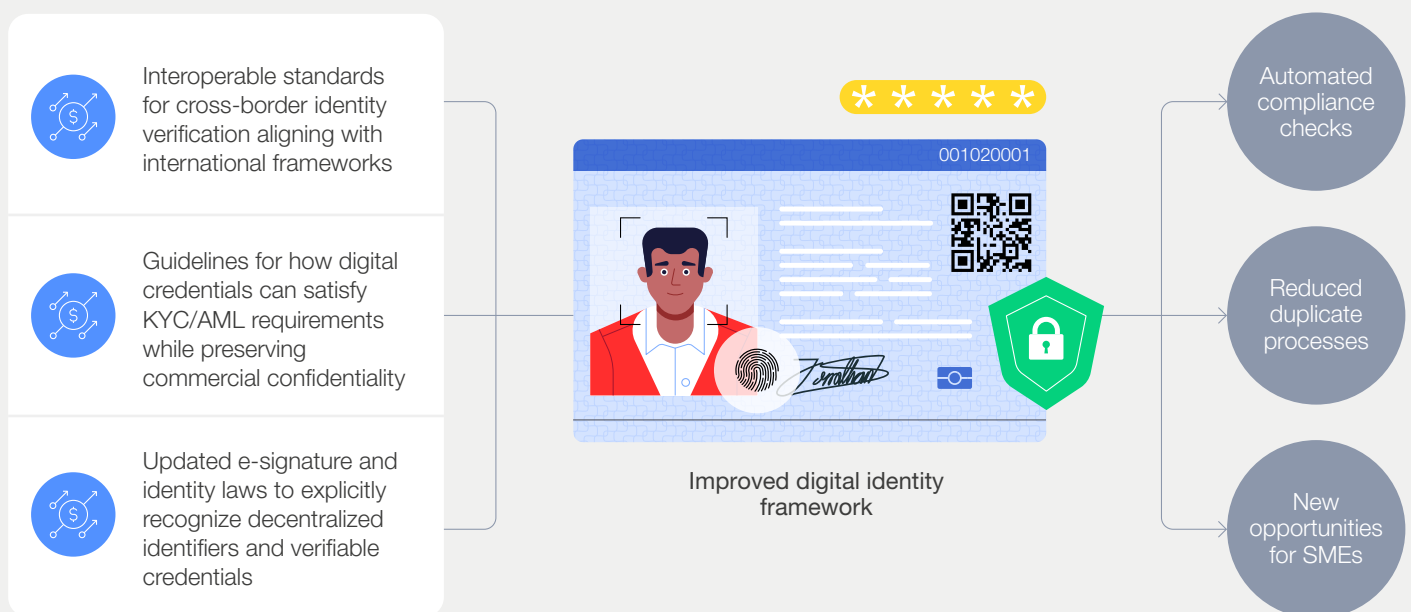 Interoperable standards
for cross-border identity
verification aligning with
international frameworks
Guidelines for how digital
credentials can satisfy
KYC/AML requirements
while preserving
commercial confidentiality
Updated e-signature and
identity laws to explicitly
recognize decentralized
identifiers and verifiable
credentials
* * * * *
001020001
Improved digital identity
framework
Automated
compliance
checks
Reduced
duplicate
processes
New
opportunities
for SMEs